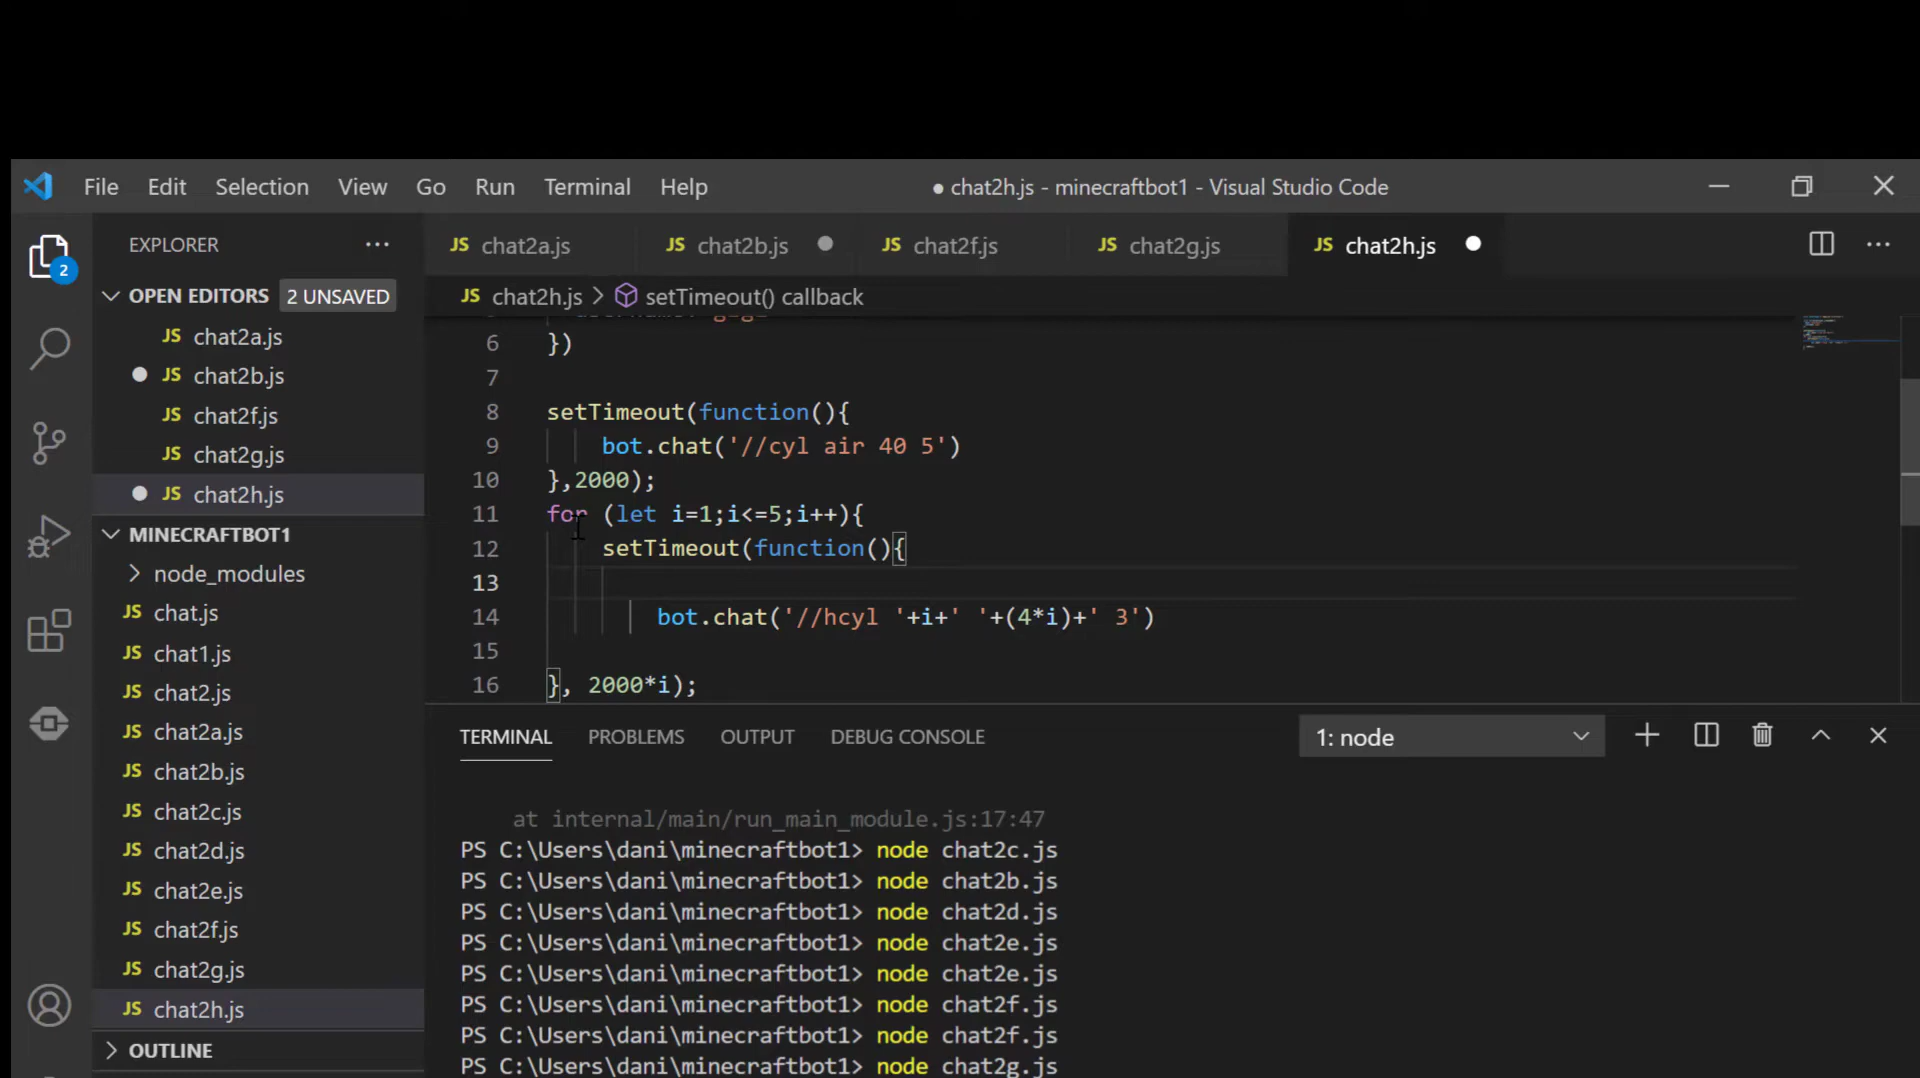 File Edit Selection View Go Run Terminal Help ● chat2h.js - minecraftbot1 - Visual Studio Code
EXPLORER ···
JS chat2a.js JS chat2b.js JS chat2f.js JS chat2g.js JS chat2h.js
2
OPEN EDITORS 2 UNSAVED
JS chat2h.js > setTimeout() callback
JS chat2a.js
JS chat2b.js
JS chat2f.js
JS chat2g.js
JS chat2h.js
MINECRAFTBOT1
node_modules
JS chat.js
JS chat1.js
JS chat2.js
JS chat2a.js
JS chat2b.js
JS chat2c.js
JS chat2d.js
JS chat2e.js
JS chat2f.js
JS chat2g.js
JS chat2h.js
OUTLINE
6 })
7
8 setTimeout(function(){
9 bot.chat('//cyl air 40 5')
10 },2000);
11 for (let i=1;i<=5;i++){
12 setTimeout(function(){
13
14 bot.chat('//hcyl '+i+' '+(4*i)+' 3')
15
16 }, 2000*i);
TERMINAL PROBLEMS OUTPUT DEBUG CONSOLE 1: node
at internal/main/run_main_module.js:17:47
PS C:\Users\dani\minecraftbot1> node chat2c.js
PS C:\Users\dani\minecraftbot1> node chat2b.js
PS C:\Users\dani\minecraftbot1> node chat2d.js
PS C:\Users\dani\minecraftbot1> node chat2e.js
PS C:\Users\dani\minecraftbot1> node chat2e.js
PS C:\Users\dani\minecraftbot1> node chat2f.js
PS C:\Users\dani\minecraftbot1> node chat2f.js
PS C:\Users\dani\minecraftbot1> node chat2g.js